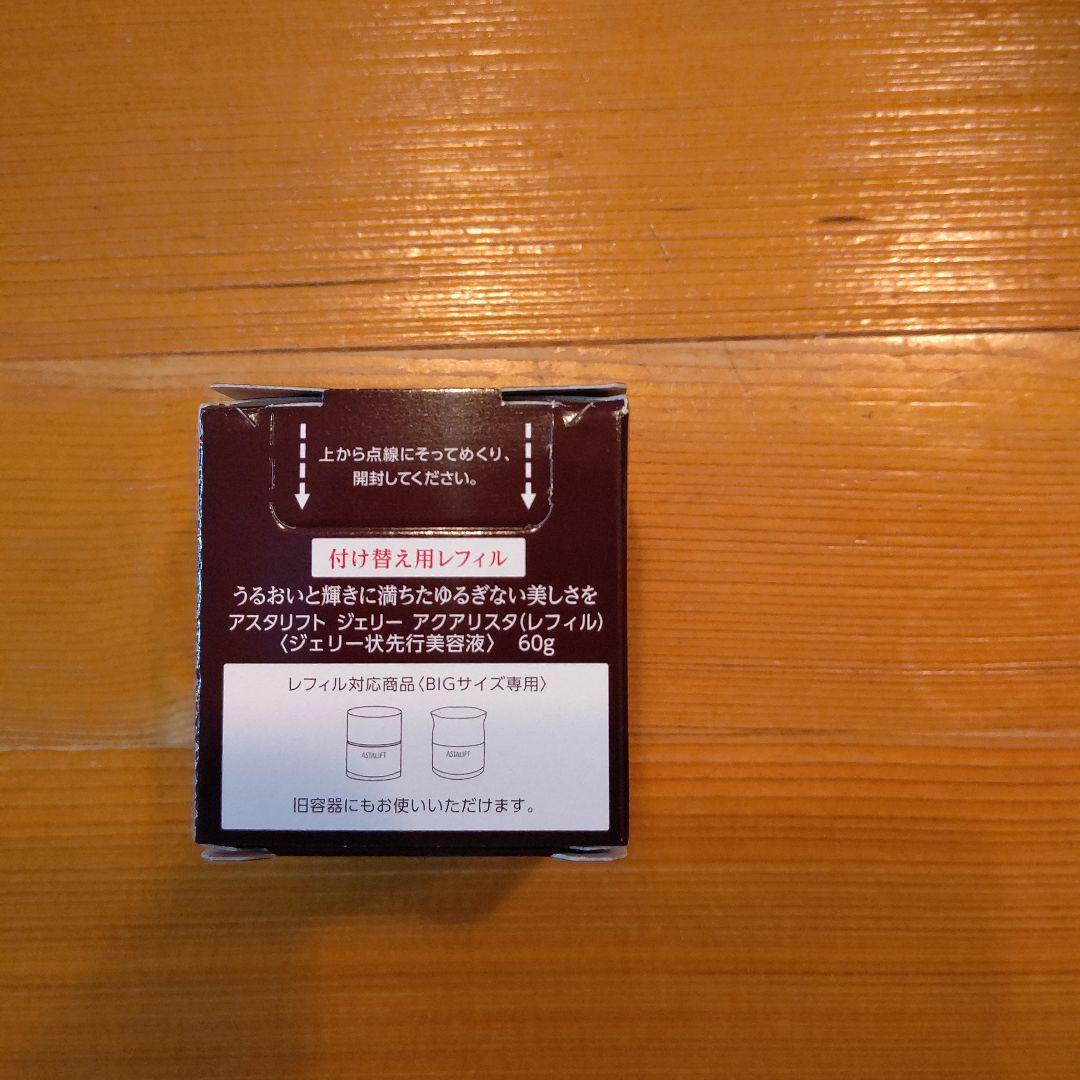 上から点線にそってめくり、
開封してください。
付け替え用レフィル
うるおいと輝きに満ちたゆるぎない美しさを
アスタリフト ジェリー アクアリスタ(レフィル)
〈ジェリー状先行美容液〉 60g
レフィル対応商品〈BIGサイズ専用〉
ASTALIFT ASTALIFT
旧容器にもお使いいただけます。